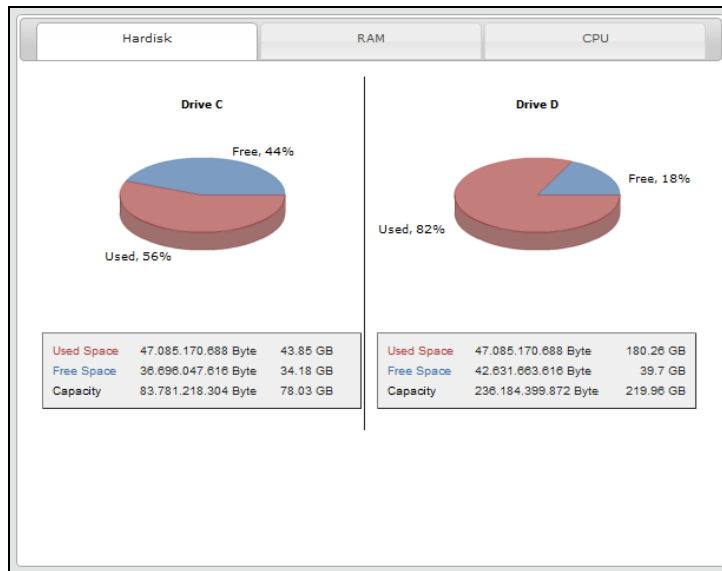 Hardisk RAM CPU
Drive C
Free, 44%
Used, 56%
Used Space 47.085.170.688 Byte 43.85 GB
Free Space 36.696.047.616 Byte 34.18 GB
Capacity 83.781.218.304 Byte 78.03 GB
Drive D
Free, 18%
Used, 82%
Used Space 47.085.170.688 Byte 180.26 GB
Free Space 42.631.663.616 Byte 39.7 GB
Capacity 236.184.399.872 Byte 219.96 GB